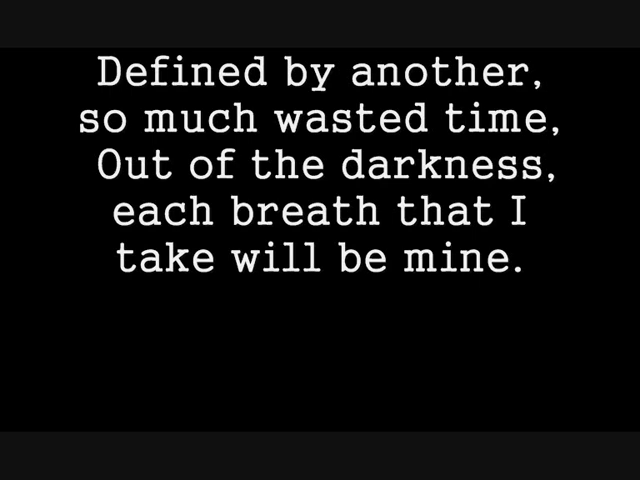 Defined by another,
so much wasted time,
Out of the darkness,
each breath that I
take will be mine.